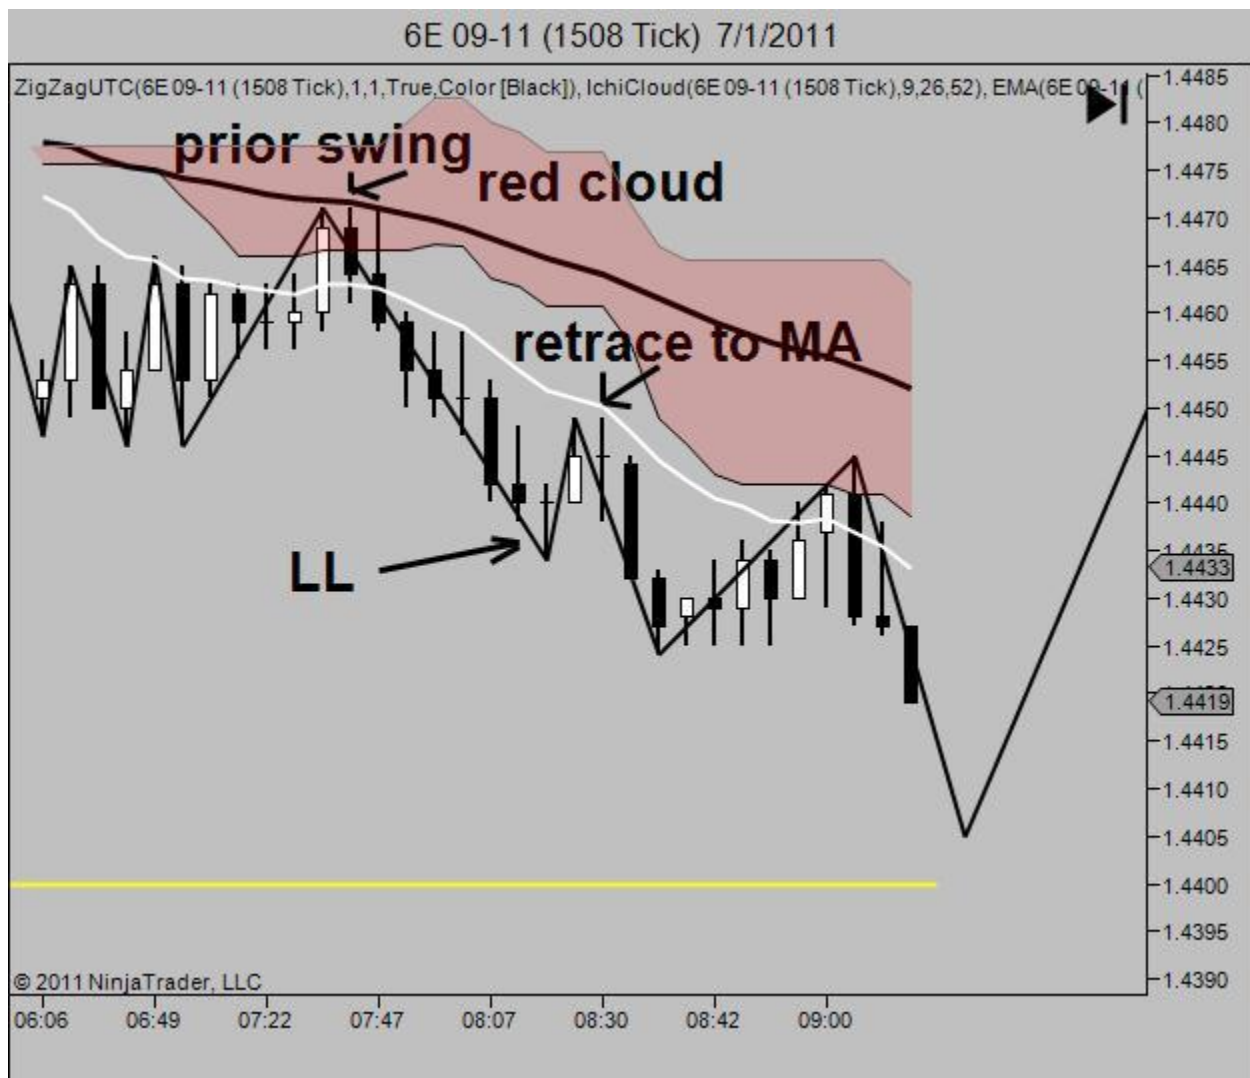 6E 09-11 (1508 Tick) 7/1/2011
ZigZagUTC(6E 09-11 (1508 Tick),1,1,True,Color [Black]), IchiCloud(6E 09-11 (1508 Tick),9,26,52), EMA(6E 09-11 (
1.4485
1.4480
prior swing
1.4475
red cloud
1.4470
1.4465
1.4460
retrace to MA
1.4455
1.4450
1.4445
1.4440
1.4435
LL
1.4433
1.4430
1.4425
1.4419
1.4415
1.4410
1.4405
1.4400
1.4395
1.4390
© 2011 NinjaTrader, LLC
06:06 06:49 07:22 07:47 08:07 08:30 08:42 09:00